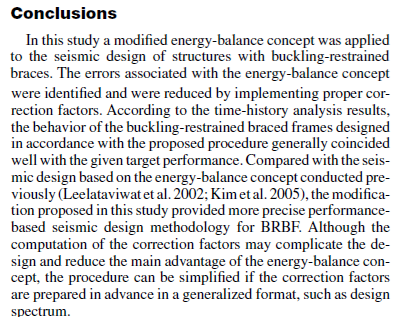 Conclusions
In this study a modified energy-balance concept was applied
to the seismic design of structures with buckling-restrained
braces. The errors associated with the energy-balance concept
were identified and were reduced by implementing proper cor-
rection factors. According to the time-history analysis results,
the behavior of the buckling-restrained braced frames designed
in accordance with the proposed procedure generally coincided
well with the given target performance. Compared with the seis-
mic design based on the energy-balance concept conducted pre-
viously (Leelataviwat et al. 2002; Kim et al. 2005), the modifica-
tion proposed in this study provided more precise performance-
based seismic design methodology for BRBF. Although the
computation of the correction factors may complicate the de-
sign and reduce the main advantage of the energy-balance con-
cept, the procedure can be simplified if the correction factors
are prepared in advance in a generalized format, such as design
spectrum.